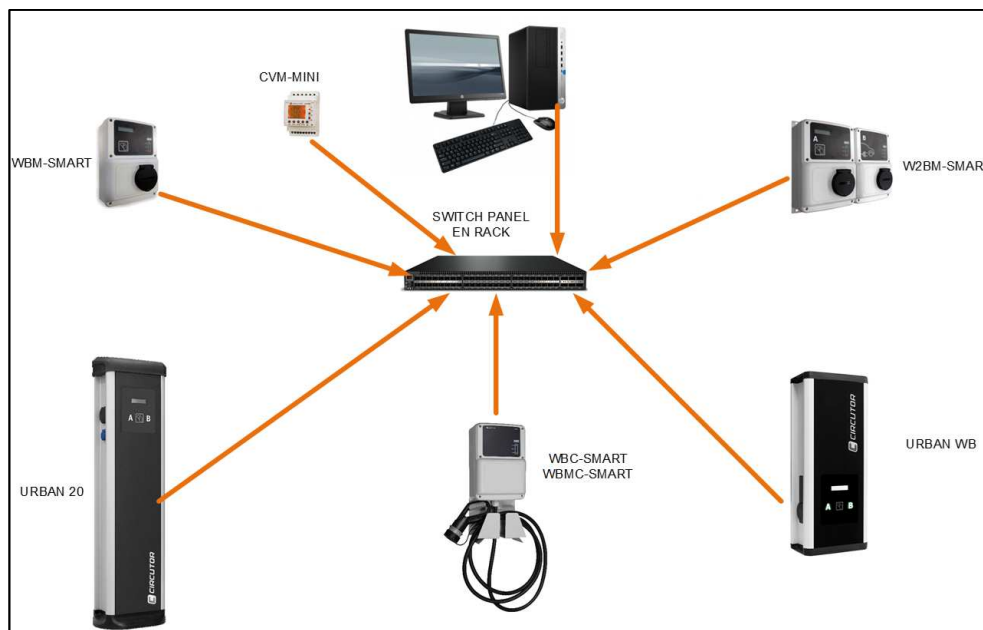 CVM-MINI
WBM-SMART
W2BM-SMAR
SWITCH PANEL
EN RACK
A
B
A B
CIRCUTOR
URBAN 20
WBC-SMART
WBMC-SMART
CIRCUTOR
A B
URBAN WB